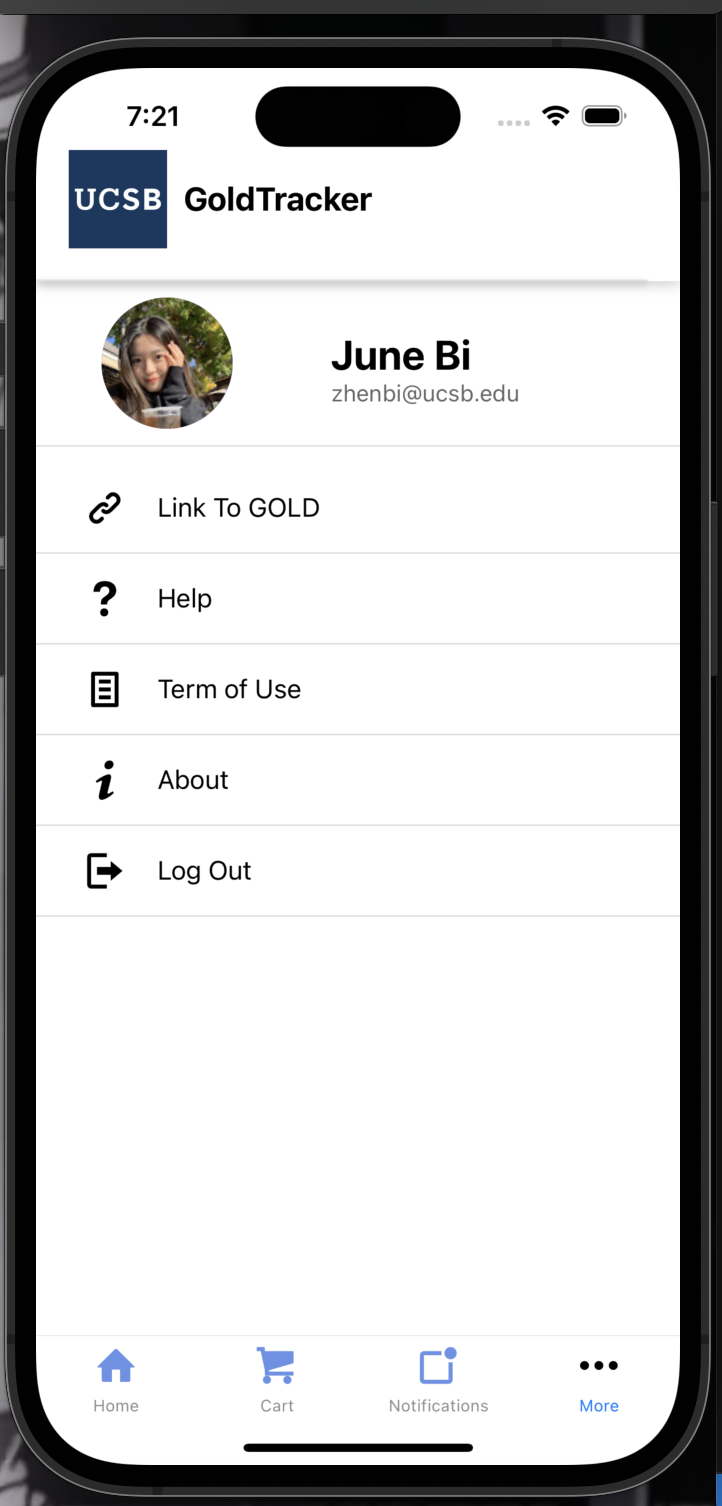 7:21
UCSB
GoldTracker
June Bi
zhenbi@ucsb.edu
Link To GOLD
Help
Term of Use
About
Log Out
Home
Cart
Notifications
More